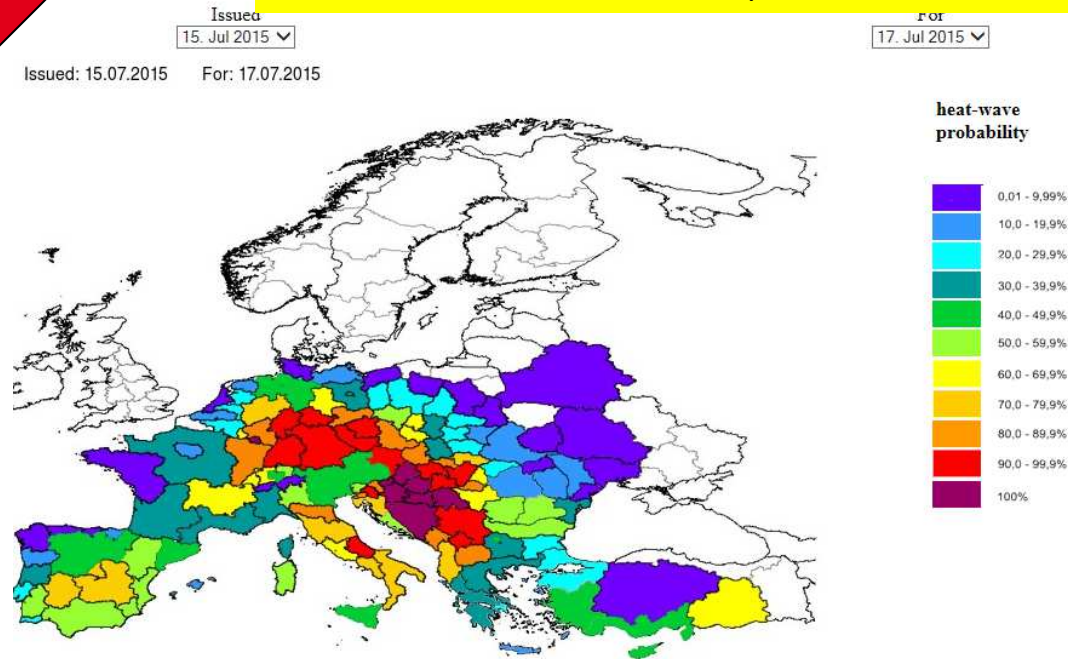 Issued
For
15. Jul 2015
17. Jul 2015
Issued: 15.07.2015 For: 17.07.2015
heat-wave
probability
0,01 - 9,99%
10,0 - 19,9%
20,0 - 29,9%
30,0 - 39,9%
40,0 - 49,9%
50,0 - 59,9%
60,0 - 69,9%
70,0 - 79,9%
80,0 - 89,9%
90,0 - 99,9%
100%